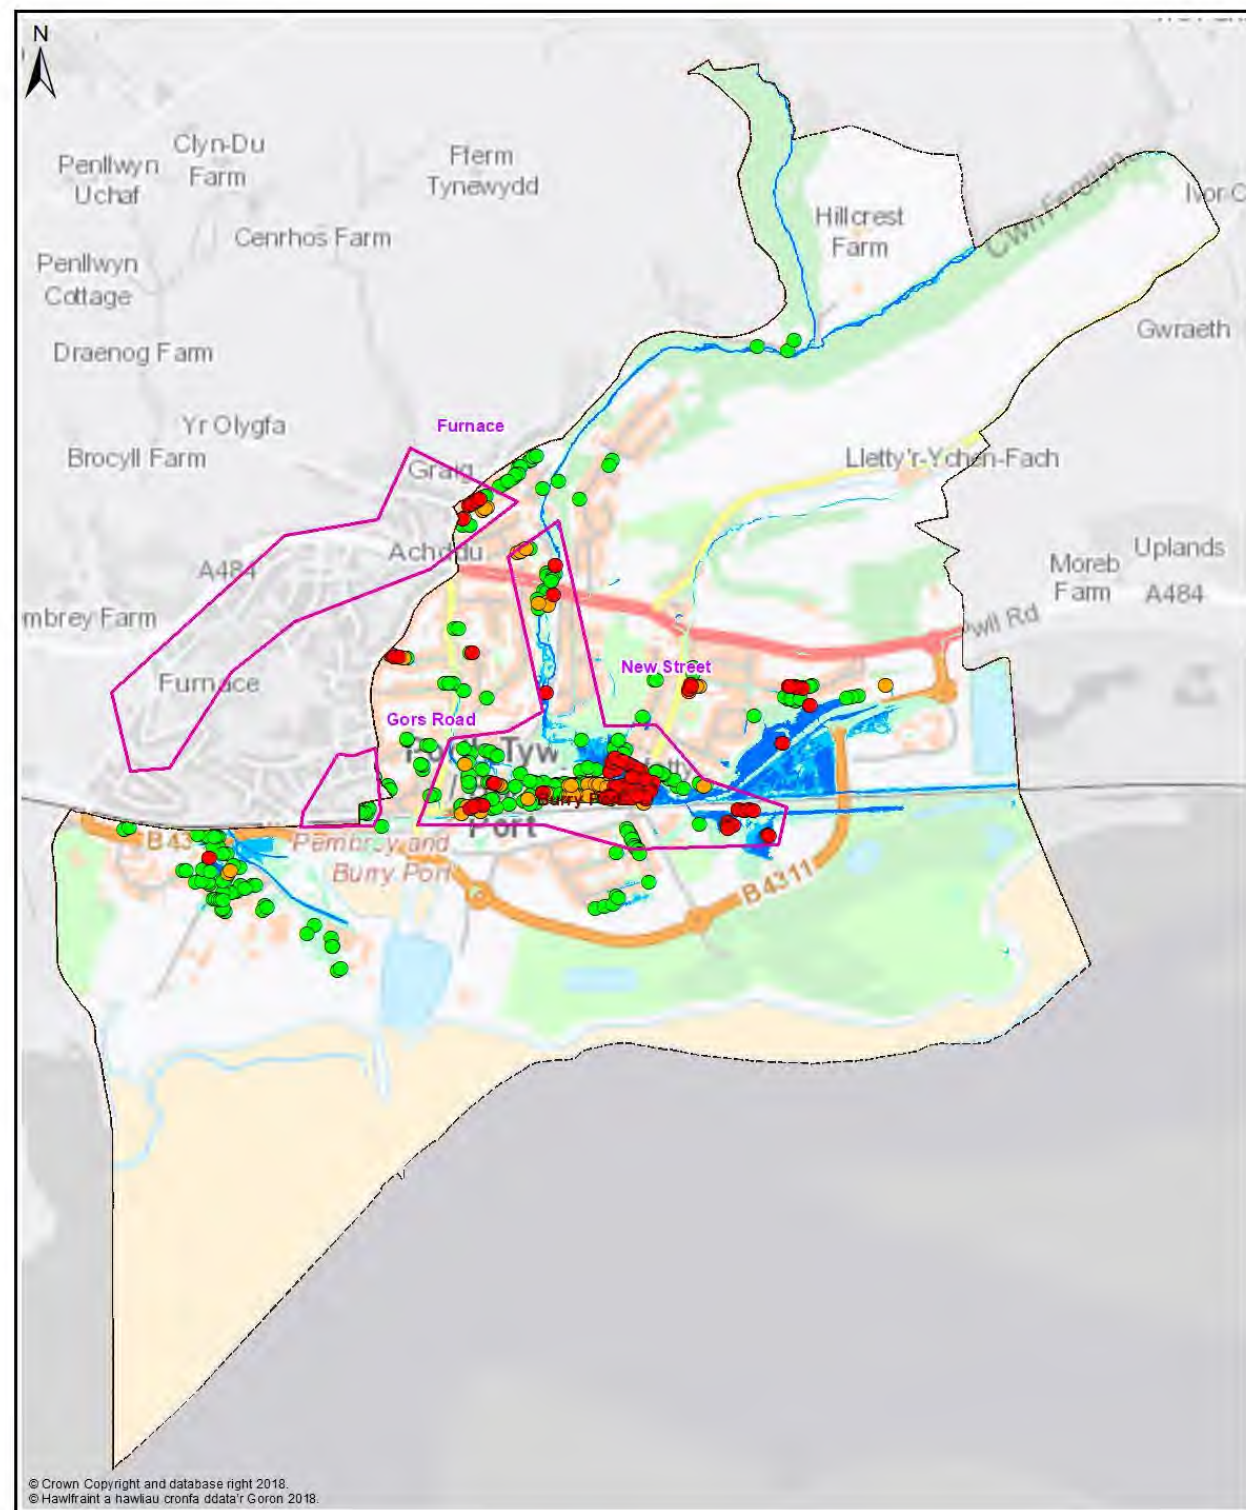 N
Clyn-Du
Farm
Penllwyn
Uchaf
Fferm
Tynewydd
Hillcrest
Farm
Cenrhos Farm
Penllwyn
Cottage
Gwraeth
Draenog Farm
Yr Olygfa
Furnace
Brocyll Farm
Graig
Lletty'r-Ychen-Fach
Achddu
A484
Uplands
Moreb
Farm
A484
mbrey Farm
Pwll Rd
New Street
Furnace
Gors Road
Port
Pembrey and
Burry Port
B4311
© Crown Copyright and database right 2018.
© Hawlfraint a hawliau cronfa ddata'r Goron 2018.